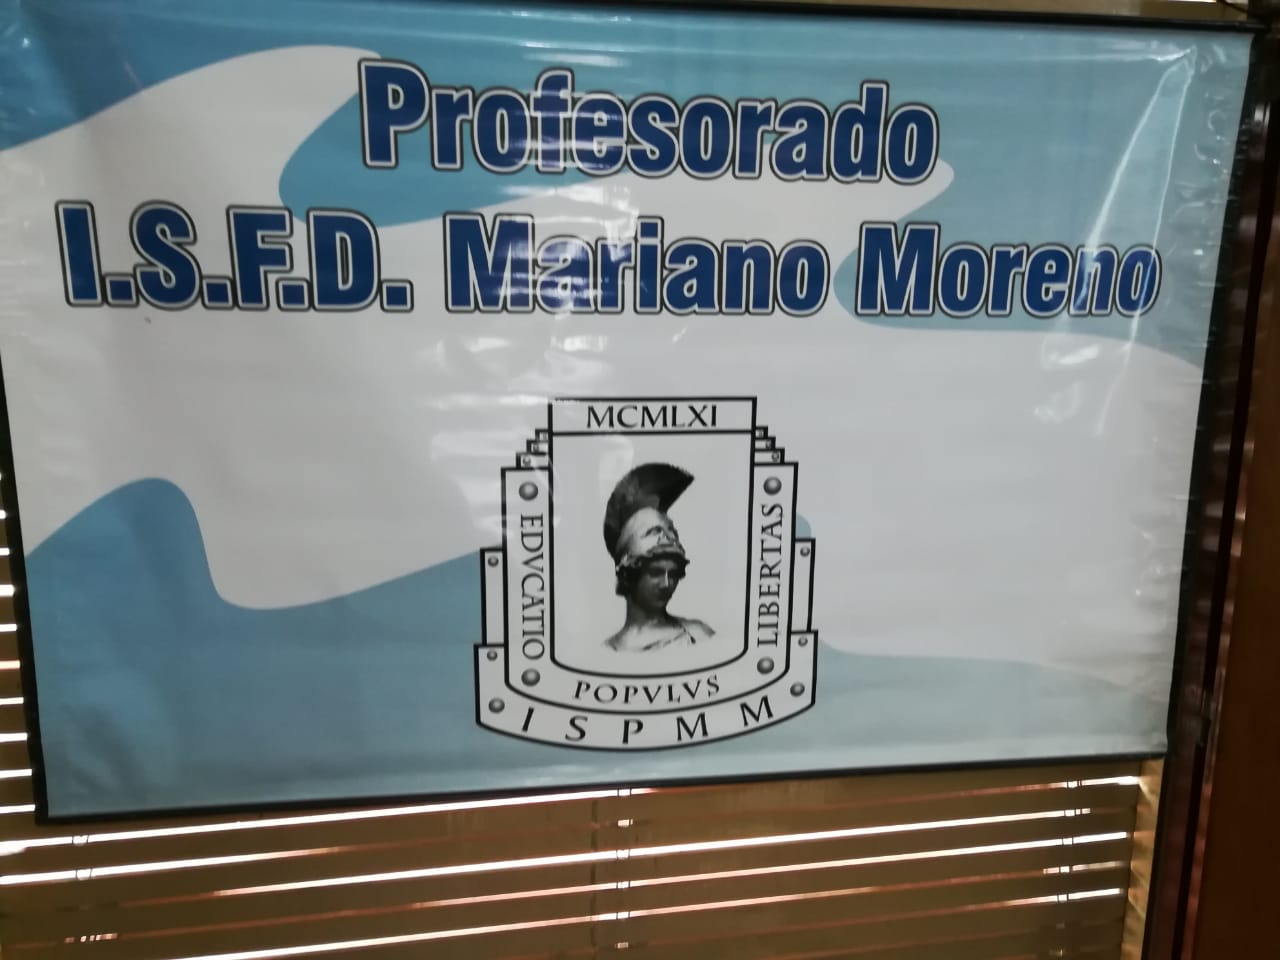 Profesorado
I.S.F.D. Mariano Moreno
MCMLXI
EDVCATIO
LIBERTAS
POPVLVS
ISPMM